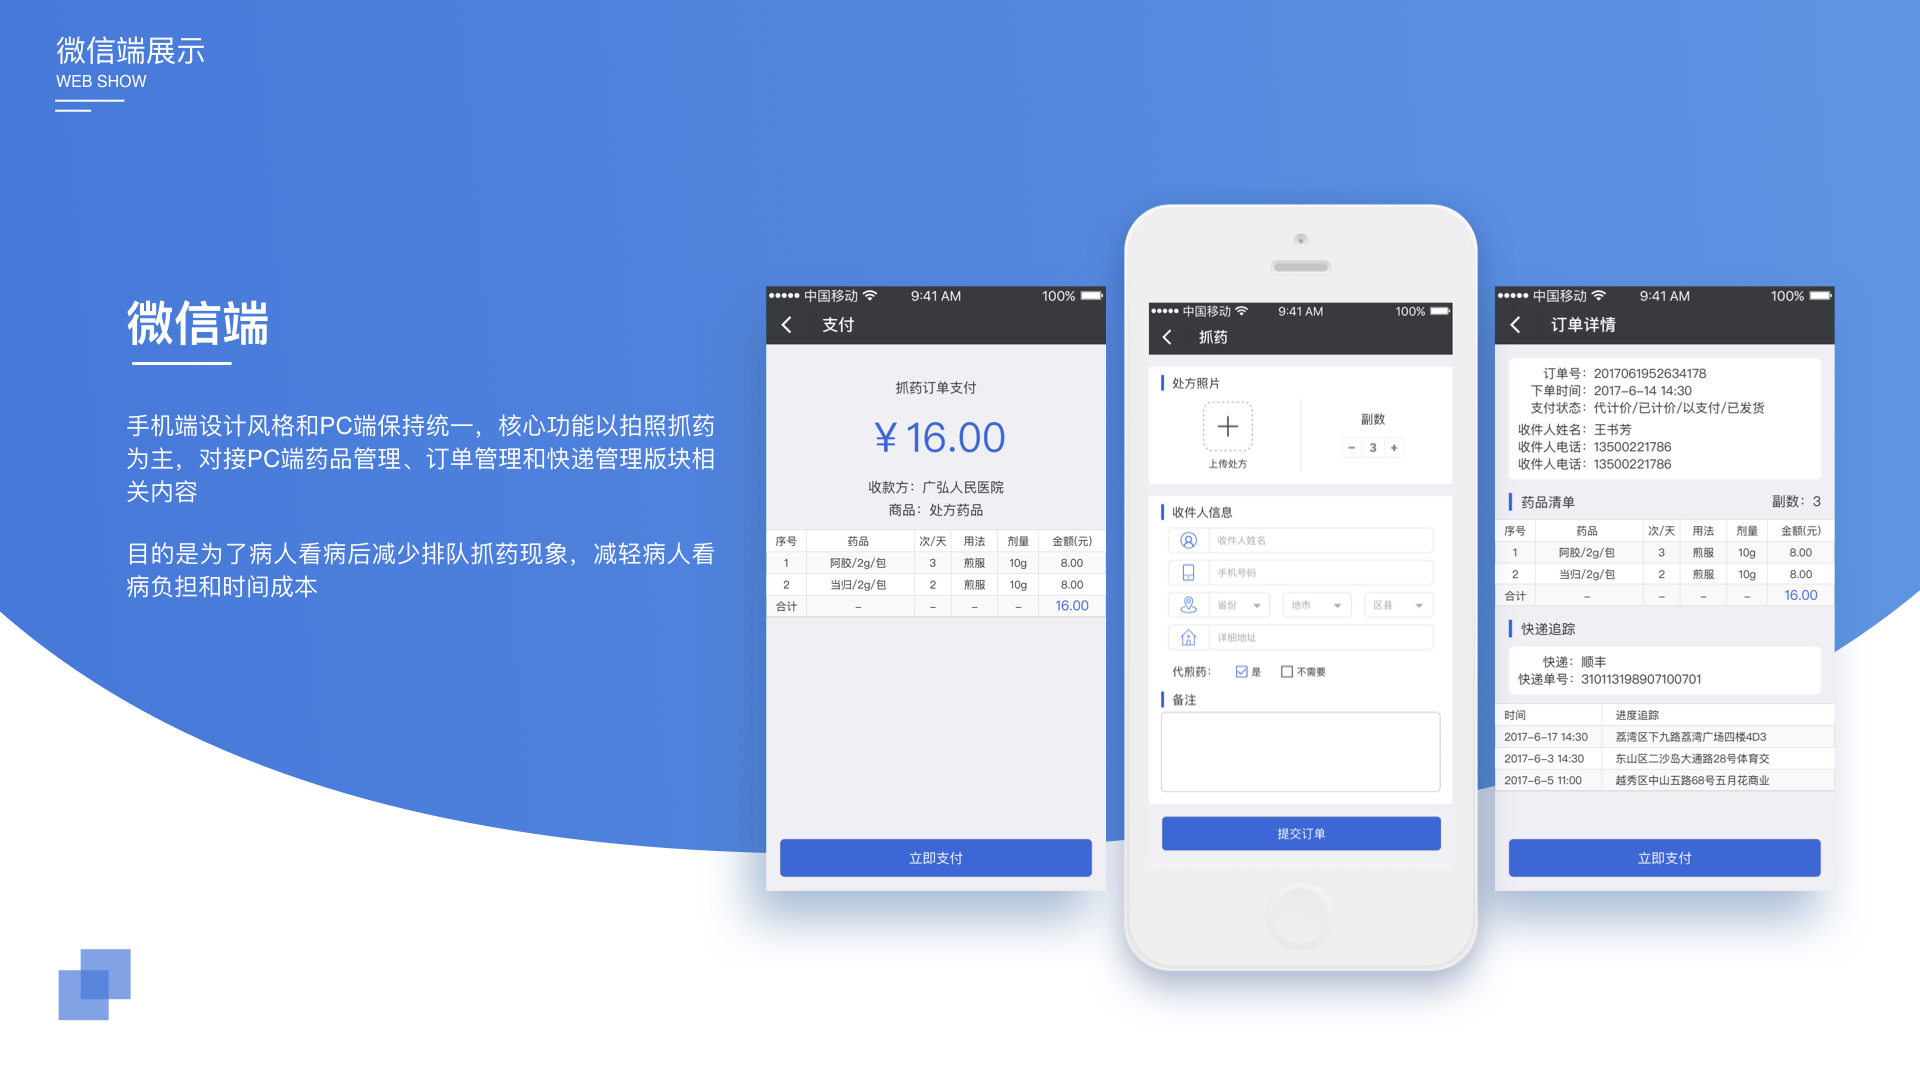 微信端展示
WEB SHOW
微信端
手机端设计风格和PC端保持统一，核心功能以拍照抓药
为主，对接PC端药品管理、订单管理和快递管理版块相
关内容
目的是为了病人看病后减少排队抓药现象，减轻病人看
病负担和时间成本
中国移动 9:41 AM 100%
支付
抓药订单支付
¥ 16.00
收款方：广弘人民医院
商品：处方药品
序号 药品 次/天 用法 剂量 金额(元)
1 阿胶/2g/包 3 煎服 10g 8.00
2 当归/2g/包 2 煎服 10g 8.00
合计 – – – – 16.00
立即支付
中国移动 9:41 AM 100%
抓药
处方照片
上传处方
副数
− 3 +
收件人信息
收件人姓名
手机号码
省份 地市 区县
详细地址
代煎药： 是 不需要
备注
提交订单
中国移动 9:41 AM 100%
订单详情
订单号：2017061952634178
下单时间：2017-6-14 14:30
支付状态：代计价/已计价/以支付/已发货
收件人姓名：王书芳
收件人电话：13500221786
收件人电话：13500221786
药品清单 副数：3
序号 药品 次/天 用法 剂量 金额(元)
1 阿胶/2g/包 3 煎服 10g 8.00
2 当归/2g/包 2 煎服 10g 8.00
合计 – – – – 16.00
快递追踪
快递：顺丰
快递单号：310113198907100701
时间 进度追踪
2017-6-17 14:30 荔湾区下九路荔湾广场四楼4D3
2017-6-3 14:30 东山区二沙岛大通路28号体育交
2017-6-5 11:00 越秀区中山五路68号五月花商业
立即支付